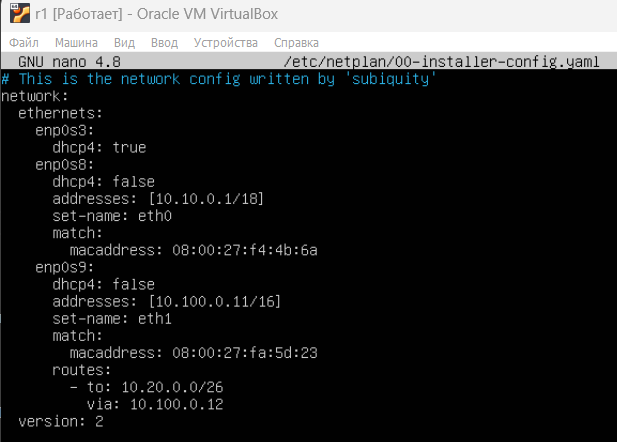 r1 [Работает] - Oracle VM VirtualBox
Файл Машина Вид Ввод Устройства Справка
GNU nano 4.8 /etc/netplan/00-installer-config.yaml
# This is the network config written by 'subiquity'
network:
  ethernets:
    enp0s3:
      dhcp4: true
    enp0s8:
      dhcp4: false
      addresses: [10.10.0.1/18]
      set-name: eth0
      match:
        macaddress: 08:00:27:f4:4b:6a
    enp0s9:
      dhcp4: false
      addresses: [10.100.0.11/16]
      set-name: eth1
      match:
        macaddress: 08:00:27:fa:5d:23
      routes:
        - to: 10.20.0.0/26
          via: 10.100.0.12
  version: 2